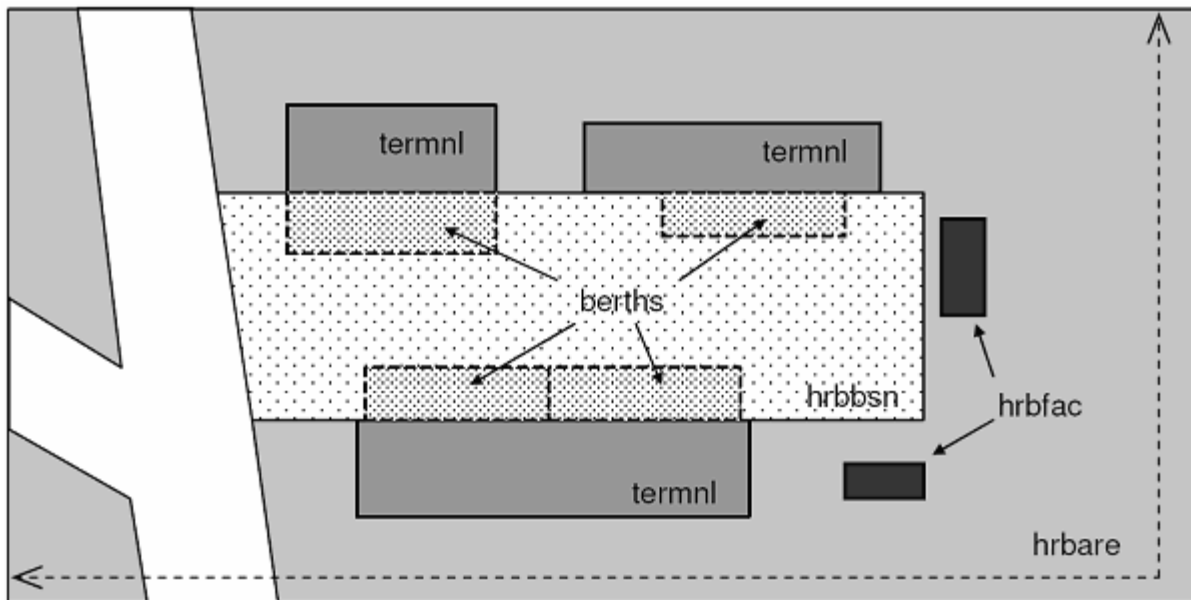 termnl
termnl
berths
hrbbsn
hrbfac
termnl
hrbare